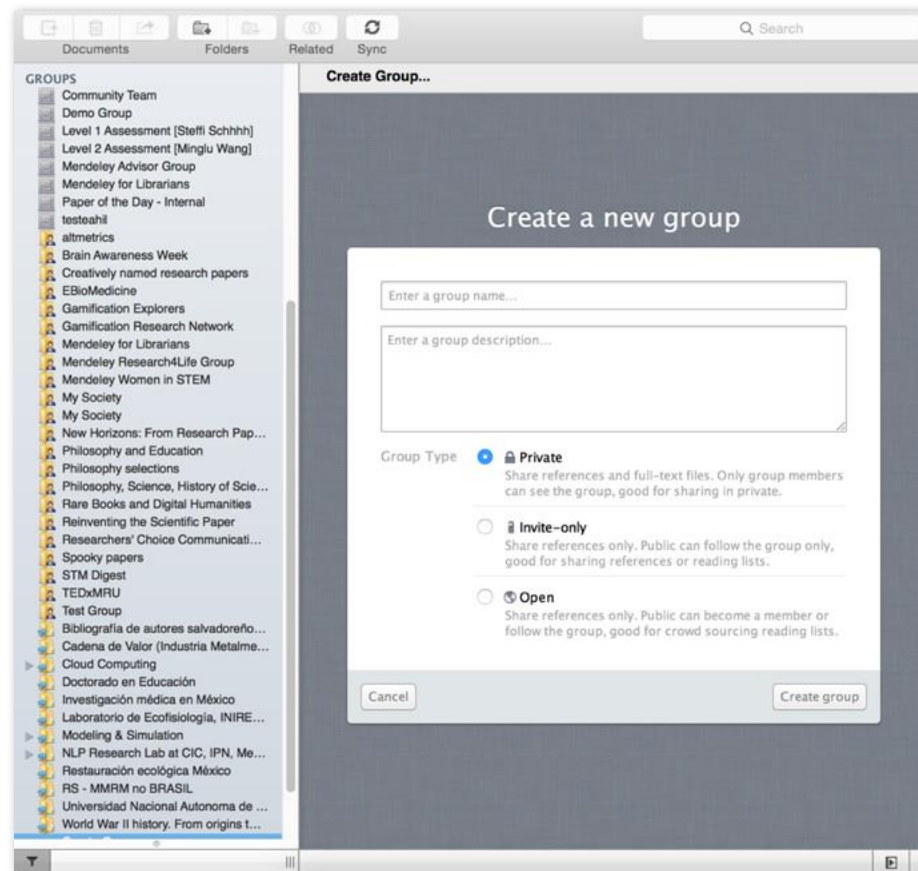 Search
Documents Folders Related Sync
GROUPS
Community Team
Demo Group
Level 1 Assessment [Steffi Schhhh]
Level 2 Assessment [Minglu Wang]
Mendeley Advisor Group
Mendeley for Librarians
Paper of the Day - Internal
testeahil
altmetrics
Brain Awareness Week
Creatively named research papers
EBioMedicine
Gamification Explorers
Gamification Research Network
Mendeley for Librarians
Mendeley Research4Life Group
Mendeley Women in STEM
My Society
My Society
New Horizons: From Research Pap...
Philosophy and Education
Philosophy selections
Philosophy, Science, History of Scie...
Rare Books and Digital Humanities
Reinventing the Scientific Paper
Researchers' Choice Communicati...
Spooky papers
STM Digest
TEDxMRU
Test Group
Bibliografía de autores salvadoreño...
Cadena de Valor (Industria Metalme...
Cloud Computing
Doctorado en Educación
Investigación médica en México
Laboratorio de Ecofisiología, INIRE...
Modeling & Simulation
NLP Research Lab at CIC, IPN, Me...
Restauración ecológica México
RS - MMRM no BRASIL
Universidad Nacional Autonoma de ...
World War II history. From origins t...
Create Group...
Create a new group
Enter a group name...
Enter a group description...
Group Type
Private
Share references and full-text files. Only group members
can see the group, good for sharing in private.
Invite-only
Share references only. Public can follow the group only,
good for sharing references or reading lists.
Open
Share references only. Public can become a member or
follow the group, good for crowd sourcing reading lists.
Cancel Create group